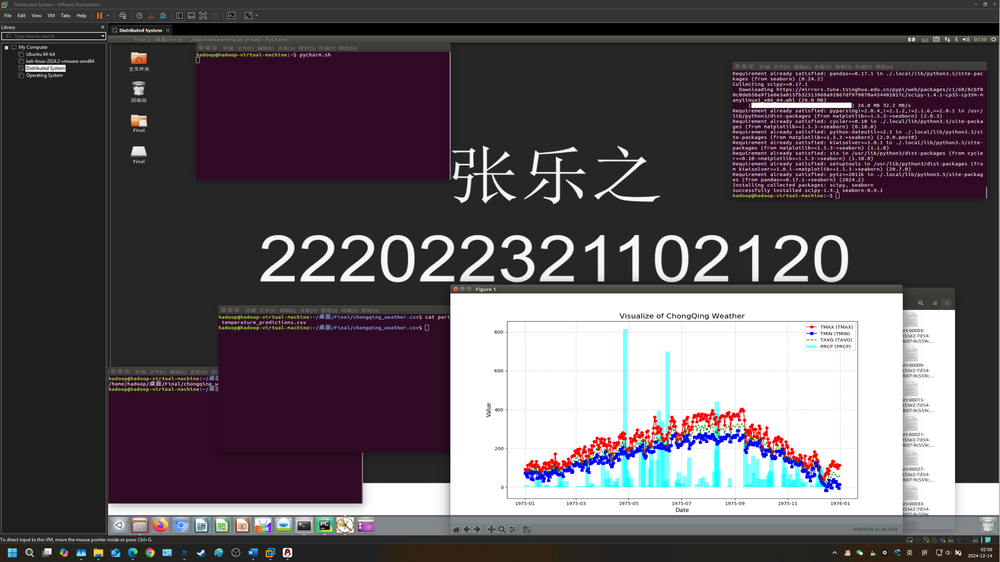 Distributed System - VMware Workstation
File Edit View VM Tabs Help
Library
Type here to search
My Computer
Ubuntu 64-bit
kali-linux-2024.2-vmware-amd64
Distributed System
Operating System
Distributed System
Final [~/桌面/Final] - .../MachineLearning.py [Final] - PyCharm
02:50
主文件夹
回收站
Final
Final
终端 文件(F) 编辑(E) 查看(V) 搜索(S) 终端(T) 帮助(H)
hadoop@hadoop-virtual-machine:~$ pycharm.sh
终端 文件(F) 编辑(E) 查看(V) 搜索(S) 终端(T) 帮助(H)
Requirement already satisfied: pandas>=0.17.1 in ./.local/lib/python3.5/site-pac
kages (from seaborn) (0.24.2)
Collecting scipy>=0.17.1
Downloading https://mirrors.tuna.tsinghua.edu.cn/pypi/web/packages/c1/60/8cbf0
0c0deb50a971e6e3a015fb32513960a92867df979870a454481817c/scipy-1.4.1-cp35-cp35m-m
anylinux1_x86_64.whl (26.0 MB)
| | 26.0 MB 32.2 MB/s
Requirement already satisfied: pyparsing!=2.0.4,!=2.1.2,!=2.1.6,>=2.0.1 in /usr/
lib/python3/dist-packages (from matplotlib>=1.5.3->seaborn) (2.0.3)
Requirement already satisfied: cycler>=0.10 in ./.local/lib/python3.5/site-packa
ges (from matplotlib>=1.5.3->seaborn) (0.10.0)
Requirement already satisfied: python-dateutil>=2.1 in ./.local/lib/python3.5/si
te-packages (from matplotlib>=1.5.3->seaborn) (2.9.0.post0)
Requirement already satisfied: kiwisolver>=1.0.1 in ./.local/lib/python3.5/site-
packages (from matplotlib>=1.5.3->seaborn) (1.1.0)
Requirement already satisfied: six in /usr/lib/python3/dist-packages (from cycle
r>=0.10->matplotlib>=1.5.3->seaborn) (1.10.0)
Requirement already satisfied: setuptools in /usr/lib/python3/dist-packages (fro
m kiwisolver>=1.0.1->matplotlib>=1.5.3->seaborn) (20.7.0)
Requirement already satisfied: pytz>=2011k in ./.local/lib/python3.5/site-packag
es (from pandas>=0.17.1->seaborn) (2024.2)
Installing collected packages: scipy, seaborn
Successfully installed scipy-1.4.1 seaborn-0.9.1
hadoop@hadoop-virtual-machine:~$
张乐之
222022321102120
终端 文件(F) 编辑(E) 查看(V) 搜索(S) 终端(T) 帮助(H)
hadoop@hadoop-virtual-machine:~/桌面/Final/chongqing_weather.csv$ cat part
temperature_predictions.csv
hadoop@hadoop-virtual-machine:~/桌面/Final/chongqing_weather.csv$
终端 文件(F) 编辑(E) 查看(V) 搜
hadoop@hadoop-virtual-machine:~/桌面
/home/hadoop/桌面/Final/chongqing_w
hadoop@hadoop-virtual-machine:~/桌面
Figure 1
Visualize of ChongQing Weather
TMAX (TMAX)
TMIN (TMIN)
TAVG (TAVG)
PRCP (PRCP)
Value
800
600
400
200
0
1975-01 1975-03 1975-05 1975-07 1975-09 1975-11 1976-01
Date
x=1975-02 y=-34.7319
art-00003-
155e2-7d54-
b07-9c559c...
art-00009-
155e2-7d54-
b07-9c559c...
art-00015-
155e2-7d54-
b07-9c559c...
art-00021-
155e2-7d54-
b07-9c559c...
art-00027-
155e2-7d54-
b07-9c559c...
art-00033-
155e2-7d54-
b07-9c559c...
UK
PC
To direct input to this VM, move the mouse pointer inside or press Ctrl+G.
英 拼
02:50
2024-12-14